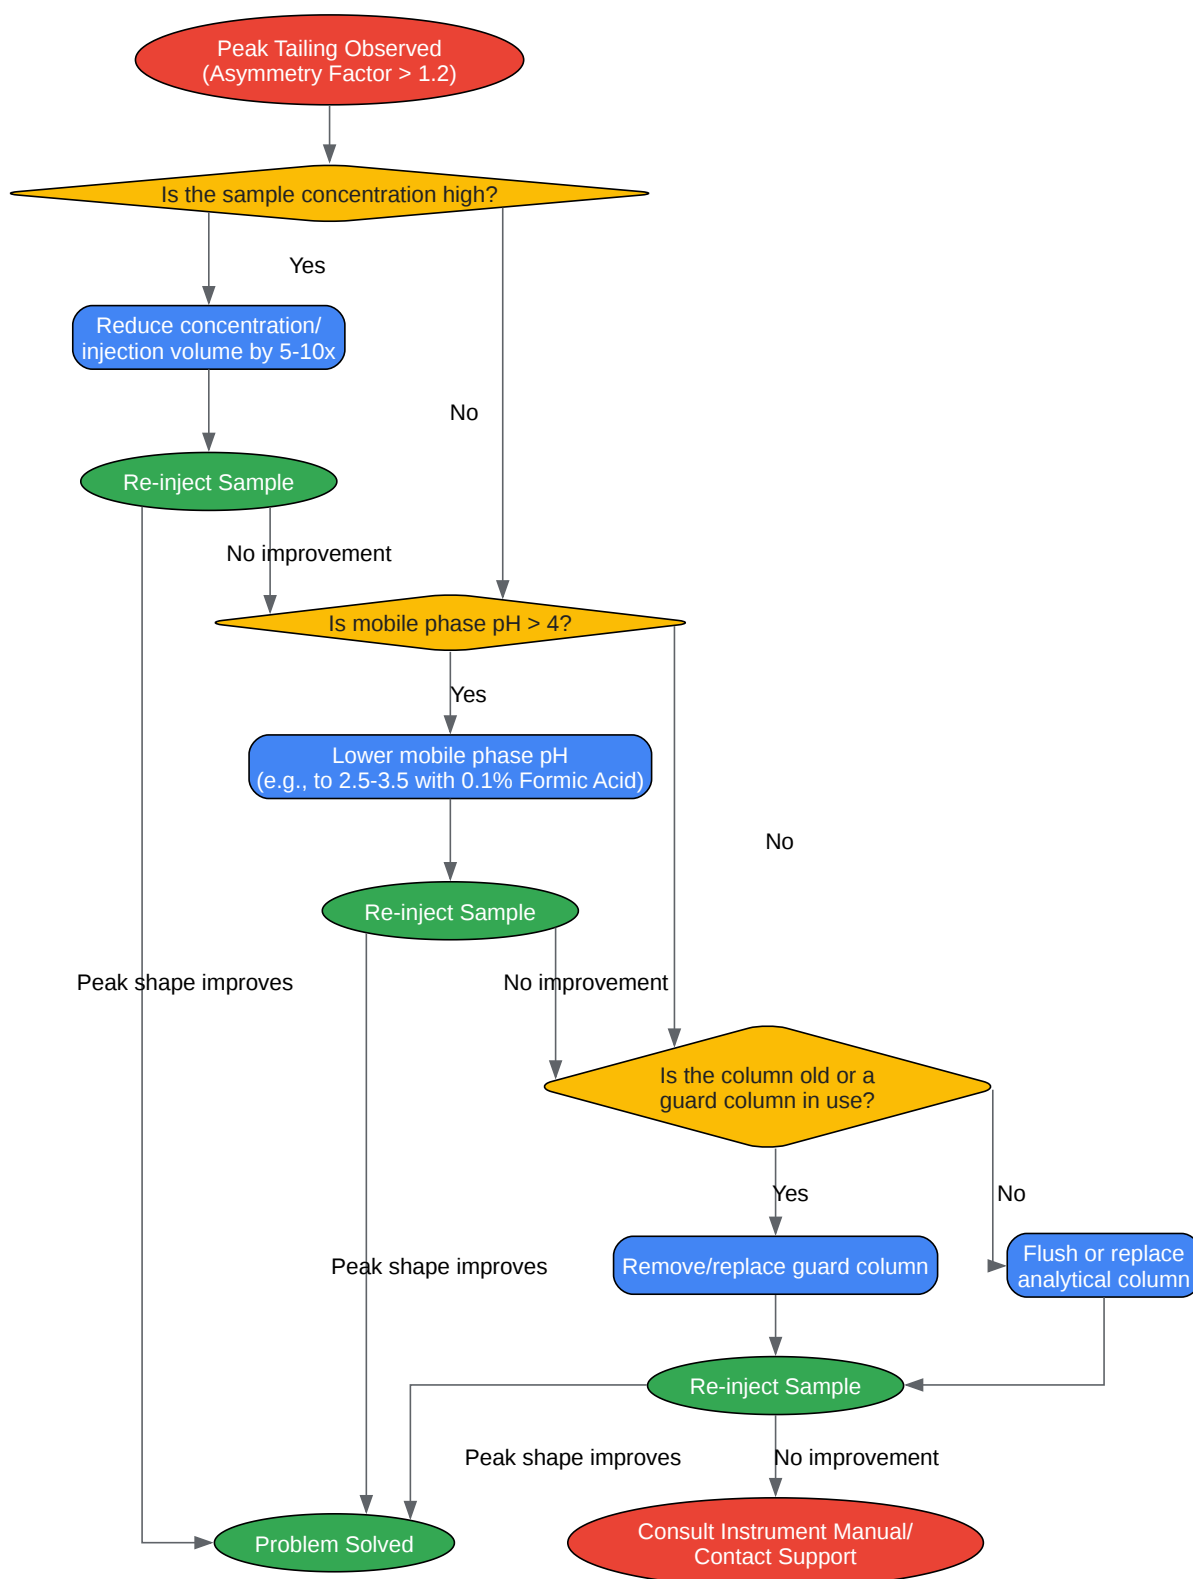 Peak Tailing Observed
(Asymmetry Factor > 1.2)
Is the sample concentration high?
Yes
Reduce concentration/
injection volume by 5-10x
No
Re-inject Sample
No improvement
Is mobile phase pH > 4?
Yes
Lower mobile phase pH
(e.g., to 2.5-3.5 with 0.1% Formic Acid)
No
Re-inject Sample
Peak shape improves
No improvement
Is the column old or a
guard column in use?
Yes
No
Peak shape improves
Remove/replace guard column
Flush or replace
analytical column
Re-inject Sample
Peak shape improves
No improvement
Problem Solved
Consult Instrument Manual/
Contact Support